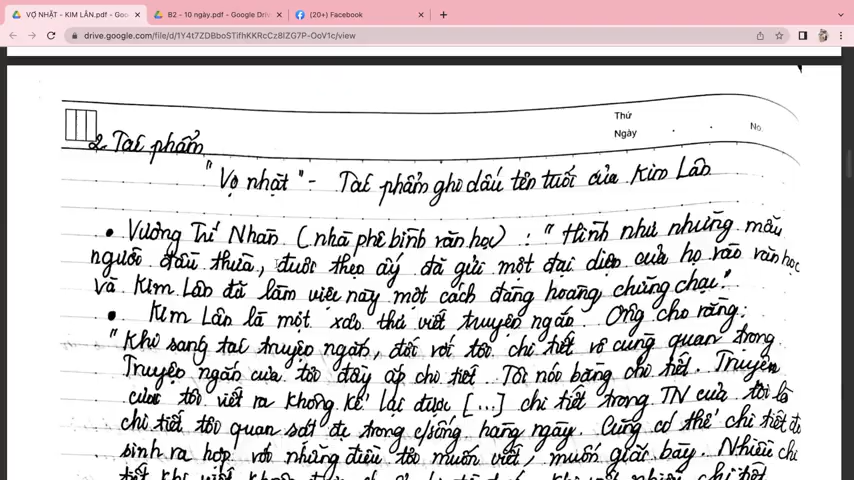 VỢ NHẶT - KIM LÂN.pdf - Goo
B2 - 10 ngày.pdf - Google Driv
(20+) Facebook
drive.google.com/file/d/1Y4t7ZDBboSTifhKKRcCz8lZG7P-OoV1c/view
Thứ
Ngày
No.
2. Tác phẩm
"Vợ nhặt" - Tác phẩm ghi dấu tên tuổi của Kim Lân
• Vương Trí Nhàn (nhà phê bình văn học) : "Hình như những mẩu
người đầu thừa, đuôi theo ấy đã gửi một đại diện của họ vào văn học
và Kim Lân đã làm việc này một cách đàng hoàng chững chạc."
• Kim Lân là một thủ viết truyện ngắn. Ông cho rằng:
"Khi sáng tác truyện ngắn, đối với tôi chi tiết vô cùng quan trọng
Truyện ngắn của tôi đầy ắp chi tiết. Tôi nói bằng chi tiết. Truyện
của tôi viết ra không kể lại được, [...] chi tiết trong TN của tôi là
chi tiết tôi quan sát đc trong c/sống hàng ngày. Cũng có thể chi tiết đc
sinh ra hợp với những điều tôi muốn viết, muốn giãi bày. Nhiều chi
tiết khi viết